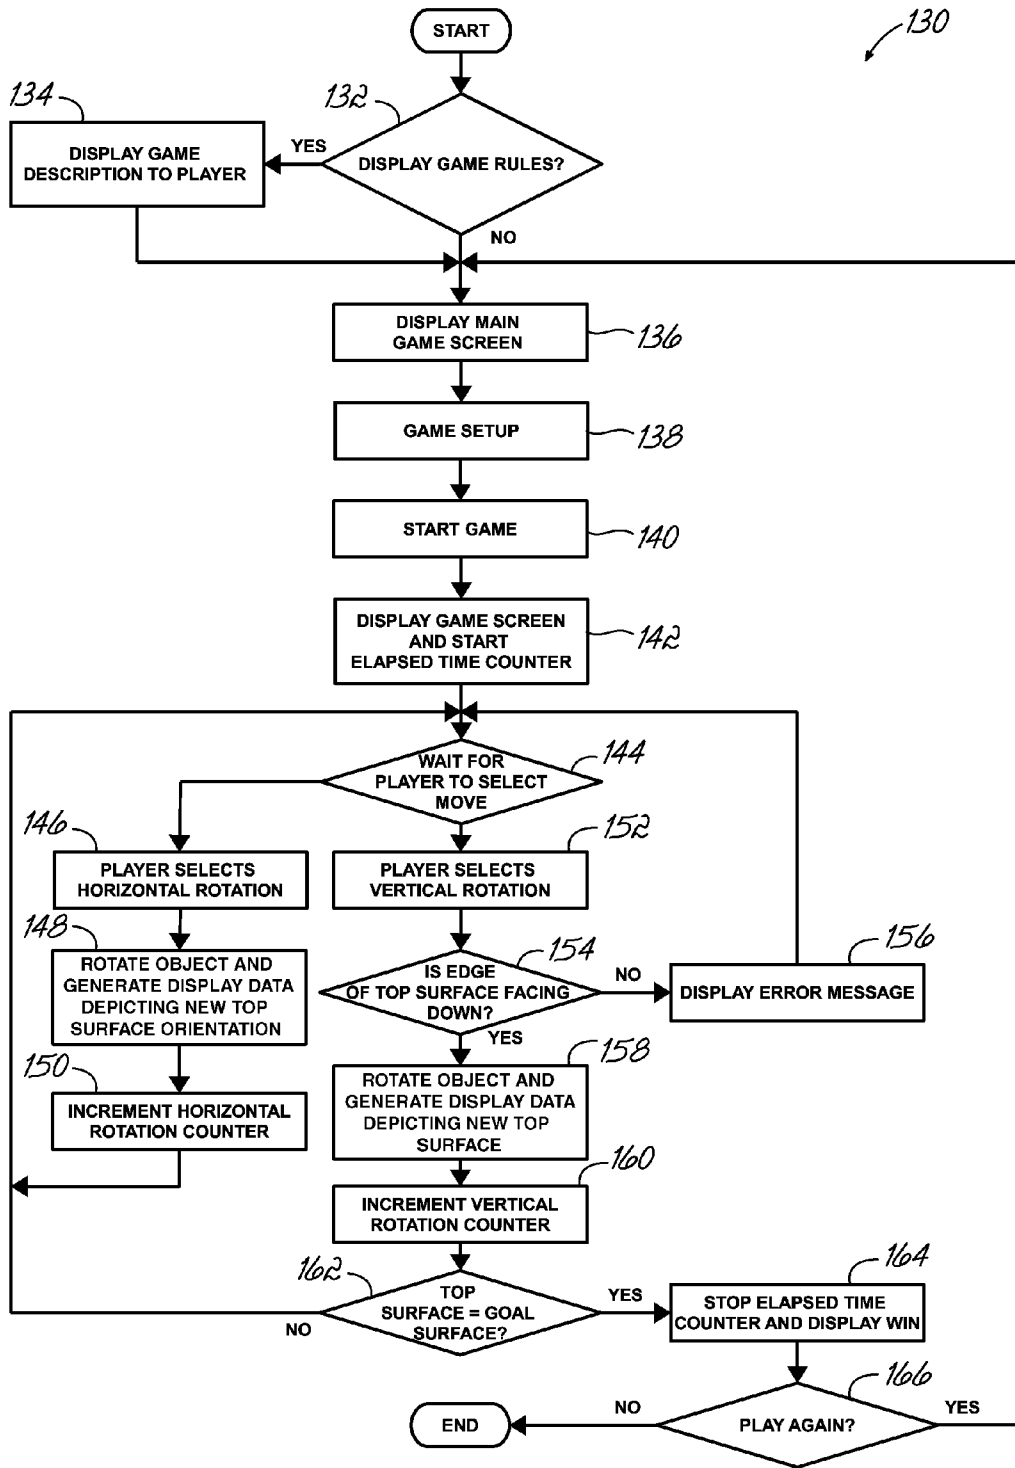 START
130
134
132
DISPLAY GAME
DESCRIPTION TO PLAYER
YES
DISPLAY GAME RULES?
NO
DISPLAY MAIN
GAME SCREEN
136
GAME SETUP
138
START GAME
140
DISPLAY GAME SCREEN
AND START
ELAPSED TIME COUNTER
142
WAIT FOR
PLAYER TO SELECT
MOVE
144
146
PLAYER SELECTS
HORIZONTAL ROTATION
152
PLAYER SELECTS
VERTICAL ROTATION
148
ROTATE OBJECT AND
GENERATE DISPLAY DATA
DEPICTING NEW TOP
SURFACE ORIENTATION
154
IS EDGE
OF TOP SURFACE FACING
DOWN?
NO
156
DISPLAY ERROR MESSAGE
YES
150
INCREMENT HORIZONTAL
ROTATION COUNTER
158
ROTATE OBJECT AND
GENERATE DISPLAY DATA
DEPICTING NEW TOP
SURFACE
160
INCREMENT VERTICAL
ROTATION COUNTER
162
TOP
SURFACE = GOAL
SURFACE?
NO
YES
164
STOP ELAPSED TIME
COUNTER AND DISPLAY WIN
166
PLAY AGAIN?
NO
YES
END